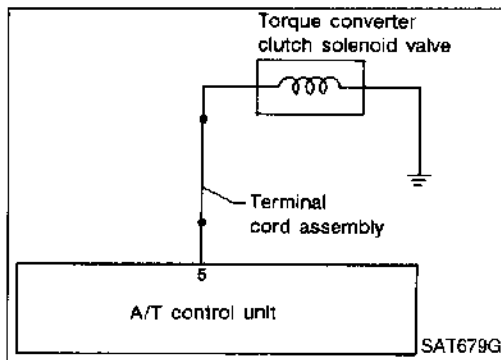 Torque converter
clutch solenoid valve
Terminal
cord assembly
5
A/T control unit
SAT679G